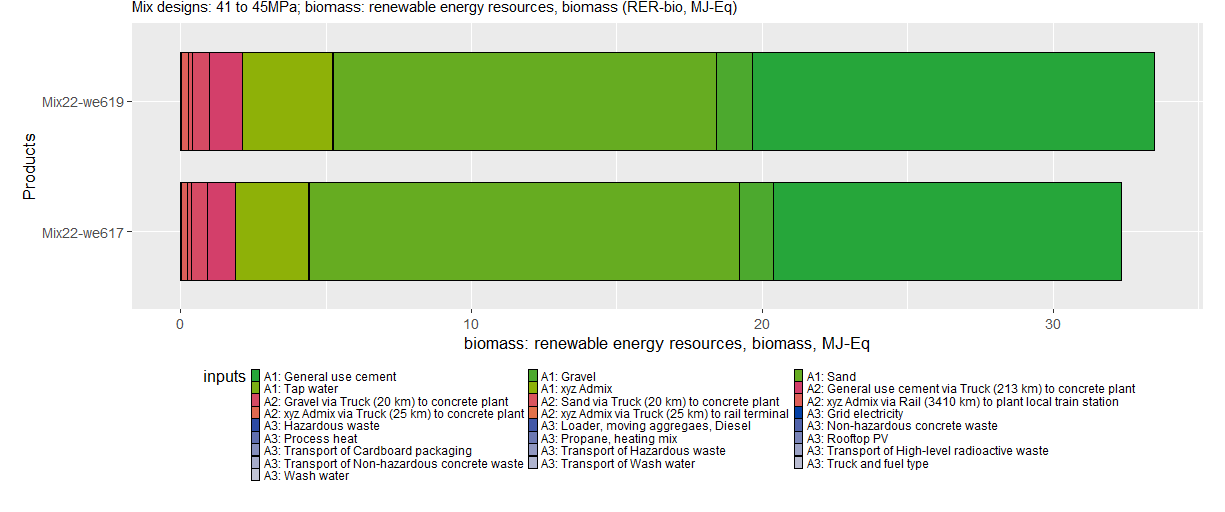 Mix designs: 41 to 45MPa; biomass: renewable energy resources, biomass (RER-bio, MJ-Eq)
Products
Mix22-we619
Mix22-we617
0 10 20 30
biomass: renewable energy resources, biomass, MJ-Eq
inputs
A1: General use cement A1: Gravel A1: Sand
A1: Tap water A1: xyz Admix A2: General use cement via Truck (213 km) to concrete plant
A2: Gravel via Truck (20 km) to concrete plant A2: Sand via Truck (20 km) to concrete plant A2: xyz Admix via Rail (3410 km) to plant local train station
A2: xyz Admix via Truck (25 km) to concrete plant A2: xyz Admix via Truck (25 km) to rail terminal A3: Grid electricity
A3: Hazardous waste A3: Loader, moving aggregaes, Diesel A3: Non-hazardous concrete waste
A3: Process heat A3: Propane, heating mix A3: Rooftop PV
A3: Transport of Cardboard packaging A3: Transport of Hazardous waste A3: Transport of High-level radioactive waste
A3: Transport of Non-hazardous concrete waste A3: Transport of Wash water A3: Truck and fuel type
A3: Wash water